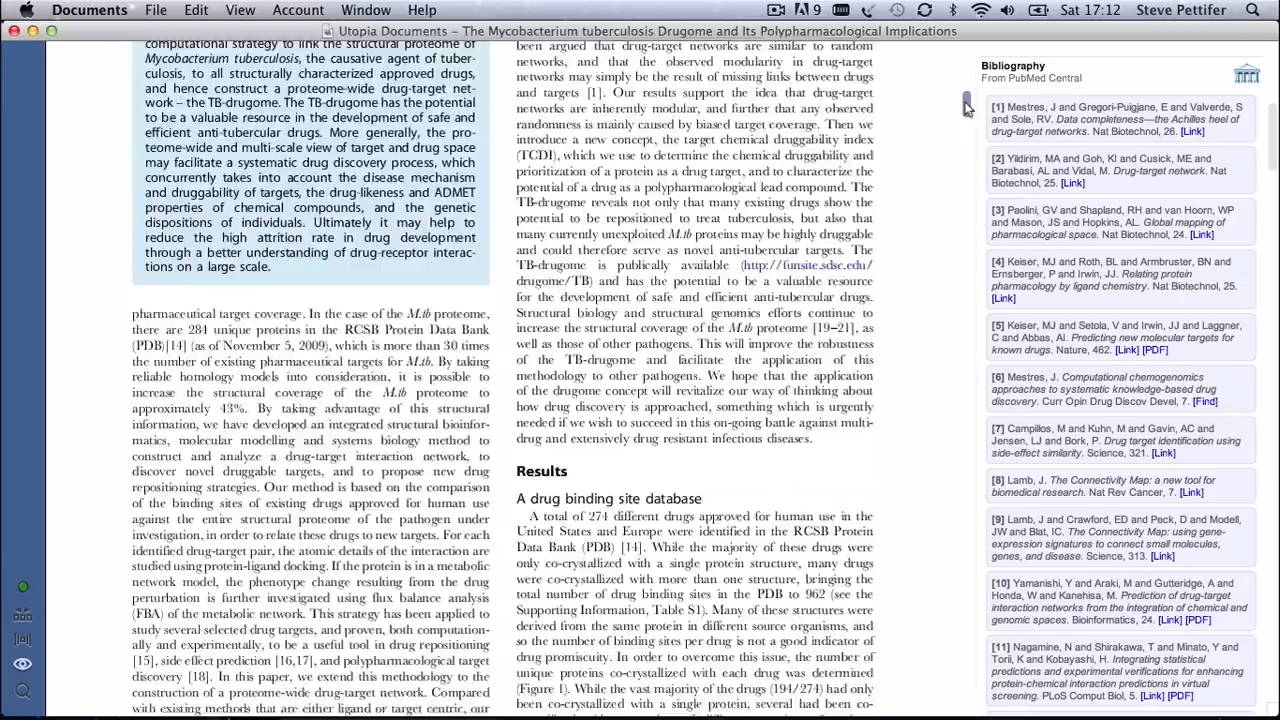 Documents File Edit View Account Window Help 9 Sat 17:12 Steve Pettifer
Utopia Documents – The Mycobacterium tuberculosis Drugome and Its Polypharmacological Implications
computational strategy to link the structural proteome of
Mycobacterium tuberculosis, the causative agent of tuber-
culosis, to all structurally characterized approved drugs,
and hence construct a proteome-wide drug-target net-
work – the TB-drugome. The TB-drugome has the potential
to be a valuable resource in the development of safe and
efficient anti-tubercular drugs. More generally, the pro-
teome-wide and multi-scale view of target and drug space
may facilitate a systematic drug discovery process, which
concurrently takes into account the disease mechanism
and druggability of targets, the drug-likeness and ADMET
properties of chemical compounds, and the genetic
dispositions of individuals. Ultimately it may help to
reduce the high attrition rate in drug development
through a better understanding of drug-receptor interac-
tions on a large scale.
pharmaceutical target coverage. In the case of the M.tb proteome,
there are 284 unique proteins in the RCSB Protein Data Bank
(PDB)[14] (as of November 5, 2009), which is more than 30 times
the number of existing pharmaceutical targets for M.tb. By taking
reliable homology models into consideration, it is possible to
increase the structural coverage of the M.tb proteome to
approximately 43%. By taking advantage of this structural
information, we have developed an integrated structural bioinfor-
matics, molecular modelling and systems biology method to
construct and analyze a drug-target interaction network, to
discover novel druggable targets, and to propose new drug
repositioning strategies. Our method is based on the comparison
of the binding sites of existing drugs approved for human use
against the entire structural proteome of the pathogen under
investigation, in order to relate these drugs to new targets. For each
identified drug-target pair, the atomic details of the interaction are
studied using protein-ligand docking. If the protein is in a metabolic
network model, the phenotype change resulting from the drug
perturbation is further investigated using flux balance analysis
(FBA) of the metabolic network. This strategy has been applied to
study several selected drug targets, and proven, both computation-
ally and experimentally, to be a useful tool in drug repositioning
[15], side effect prediction [16,17], and polypharmacological target
discovery [18]. In this paper, we extend this methodology to the
construction of a proteome-wide drug-target network. Compared
with existing methods that are either ligand or target centric, our
been argued that drug-target networks are similar to random
networks, and that the observed modularity in drug-target
networks may simply be the result of missing links between drugs
and targets [1]. Our results support the idea that drug-target
networks are inherently modular, and further that any observed
randomness is mainly caused by biased target coverage. Then we
introduce a new concept, the target chemical druggability index
(TCDI), which we use to determine the chemical druggability and
prioritization of a protein as a drug target, and to characterize the
potential of a drug as a polypharmacological lead compound. The
TB-drugome reveals not only that many existing drugs show the
potential to be repositioned to treat tuberculosis, but also that
many currently unexploited M.tb proteins may be highly druggable
and could therefore serve as novel anti-tubercular targets. The
TB-drugome is publically available (http://funsite.sdsc.edu/
drugome/TB) and has the potential to be a valuable resource
for the development of safe and efficient anti-tubercular drugs.
Structural biology and structural genomics efforts continue to
increase the structural coverage of the M.tb proteome [19–21], as
well as those of other pathogens. This will improve the robustness
of the TB-drugome and facilitate the application of this
methodology to other pathogens. We hope that the application
of the drugome concept will revitalize our way of thinking about
how drug discovery is approached, something which is urgently
needed if we wish to succeed in this on-going battle against multi-
drug and extensively drug resistant infectious diseases.
Results
A drug binding site database
A total of 274 different drugs approved for human use in the
United States and Europe were identified in the RCSB Protein
Data Bank (PDB) [14]. While the majority of these drugs were
only co-crystallized with a single protein structure, many drugs
were co-crystallized with more than one structure, bringing the
total number of drug binding sites in the PDB to 962 (see the
Supporting Information, Table S1). Many of these structures were
derived from the same protein in different source organisms, and
so the number of binding sites per drug is not a good indicator of
drug promiscuity. In order to overcome this issue, the number of
unique proteins co-crystallized with each drug was determined
(Figure 1). While the vast majority of the drugs (194/274) had only
been co-crystallized with a single protein, several had been co-
Bibliography
From PubMed Central
[1] Mestres, J and Gregori-Puigjane, E and Valverde, S
and Sole, RV. Data completeness—the Achilles heel of
drug-target networks. Nat Biotechnol, 26. [Link]
[2] Yildirim, MA and Goh, KI and Cusick, ME and
Barabasi, AL and Vidal, M. Drug-target network. Nat
Biotechnol, 25. [Link]
[3] Paolini, GV and Shapland, RH and van Hoorn, WP
and Mason, JS and Hopkins, AL. Global mapping of
pharmacological space. Nat Biotechnol, 24. [Link]
[4] Keiser, MJ and Roth, BL and Armbruster, BN and
Ernsberger, P and Irwin, JJ. Relating protein
pharmacology by ligand chemistry. Nat Biotechnol, 25.
[Link]
[5] Keiser, MJ and Setola, V and Irwin, JJ and Laggner,
C and Abbas, AI. Predicting new molecular targets for
known drugs. Nature, 462. [Link] [PDF]
[6] Mestres, J. Computational chemogenomics
approaches to systematic knowledge-based drug
discovery. Curr Opin Drug Discov Devel, 7. [Find]
[7] Campillos, M and Kuhn, M and Gavin, AC and
Jensen, LJ and Bork, P. Drug target identification using
side-effect similarity. Science, 321. [Link]
[8] Lamb, J. The Connectivity Map: a new tool for
biomedical research. Nat Rev Cancer, 7. [Link]
[9] Lamb, J and Crawford, ED and Peck, D and Modell,
JW and Blat, IC. The Connectivity Map: using gene-
expression signatures to connect small molecules,
genes, and disease. Science, 313. [Link]
[10] Yamanishi, Y and Araki, M and Gutteridge, A and
Honda, W and Kanehisa, M. Prediction of drug-target
interaction networks from the integration of chemical and
genomic spaces. Bioinformatics, 24. [Link] [PDF]
[11] Nagamine, N and Shirakawa, T and Minato, Y and
Torii, K and Kobayashi, H. Integrating statistical
predictions and experimental verifications for enhancing
protein-chemical interaction predictions in virtual
screening. PLoS Comput Biol, 5. [Link] [PDF]